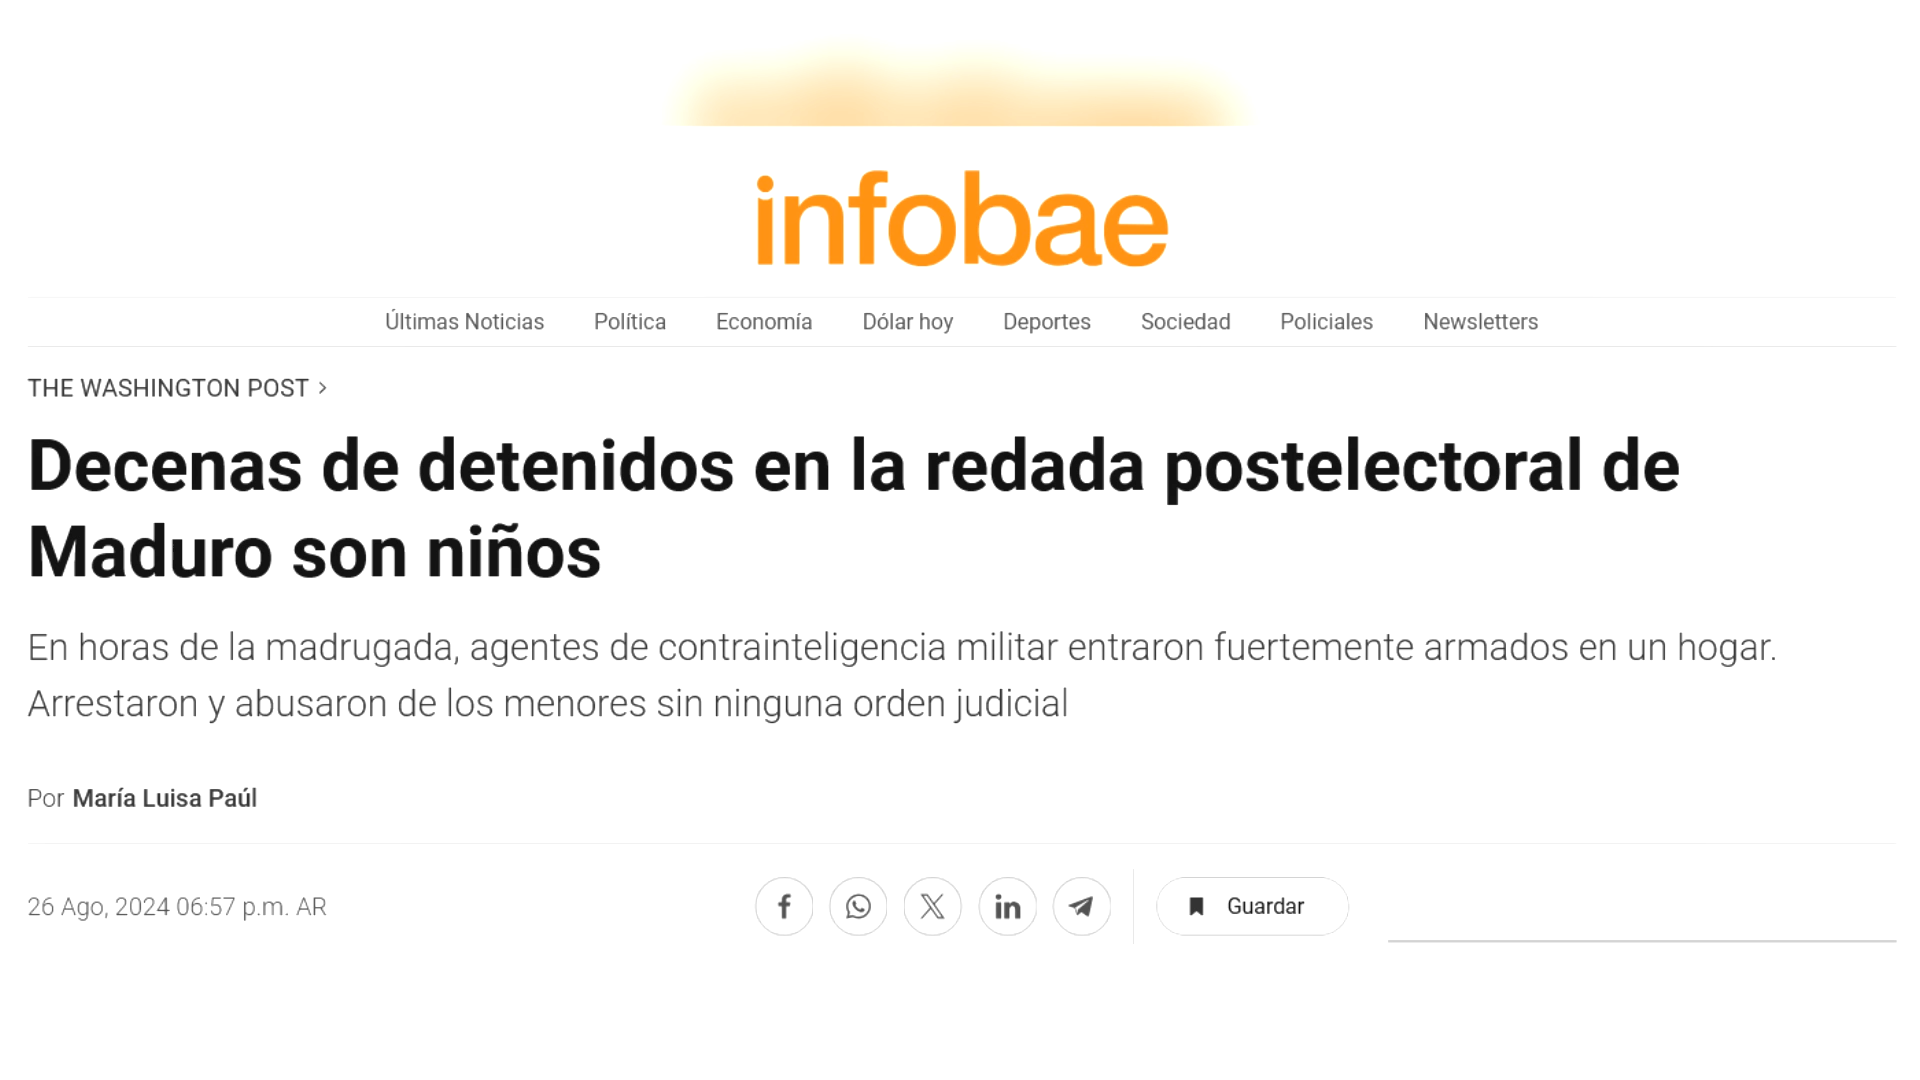 infobae
Últimas Noticias Política Economía Dólar hoy Deportes Sociedad Policiales Newsletters
THE WASHINGTON POST >
Decenas de detenidos en la redada postelectoral de
Maduro son niños
En horas de la madrugada, agentes de contrainteligencia militar entraron fuertemente armados en un hogar.
Arrestaron y abusaron de los menores sin ninguna orden judicial
Por María Luisa Paúl
26 Ago, 2024 06:57 p.m. AR
Guardar